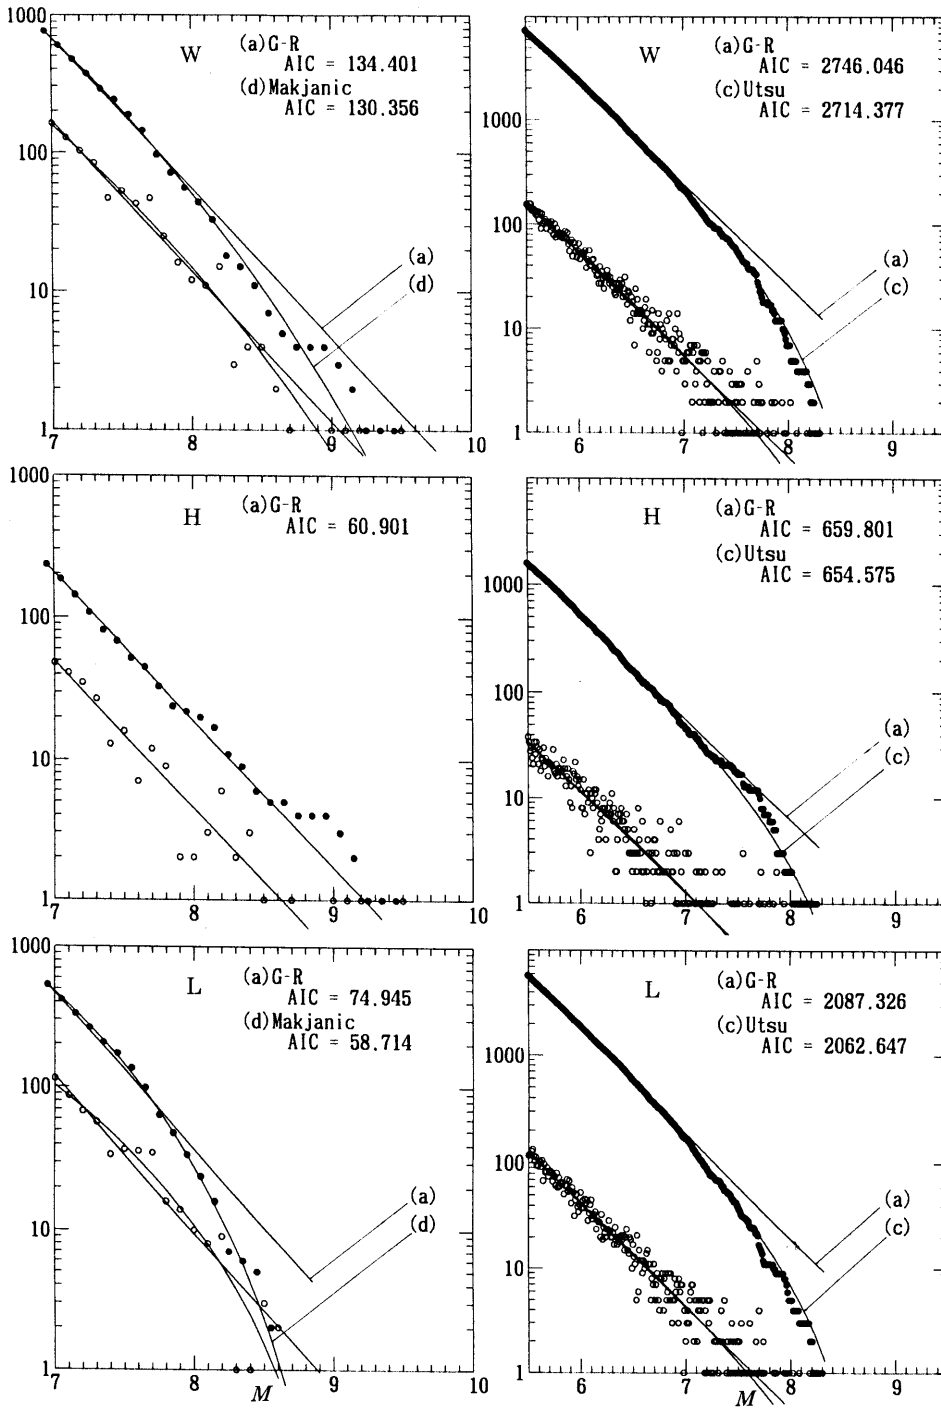 1000
100
10
1
7
8
9
10
W
(a)G-R
AIC = 134.401
(d)Makjanic
AIC = 130.356
(a)
(d)
1000
100
10
1
6
7
8
9
W
(a)G-R
AIC = 2746.046
(c)Utsu
AIC = 2714.377
(a)
(c)
1000
100
10
1
7
8
9
10
H
(a)G-R
AIC = 60.901
1000
100
10
1
6
7
8
9
H
(a)G-R
AIC = 659.801
(c)Utsu
AIC = 654.575
(a)
(c)
1000
100
10
1
7
8
9
10
M
L
(a)G-R
AIC = 74.945
(d)Makjanic
AIC = 58.714
(a)
(d)
1000
100
10
1
6
7
8
9
M
L
(a)G-R
AIC = 2087.326
(c)Utsu
AIC = 2062.647
(a)
(c)